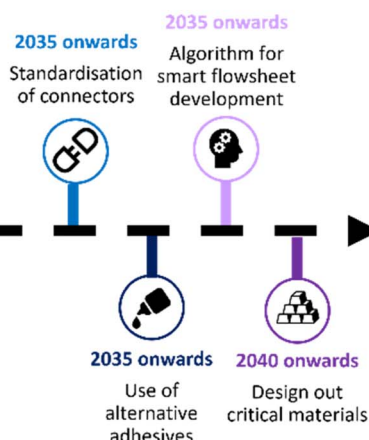 2035 onwards
Standardisation
of connectors
2035 onwards
Algorithm for
smart flowsheet
development
2035 onwards
Use of
alternative
adhesives
2040 onwards
Design out
critical materials